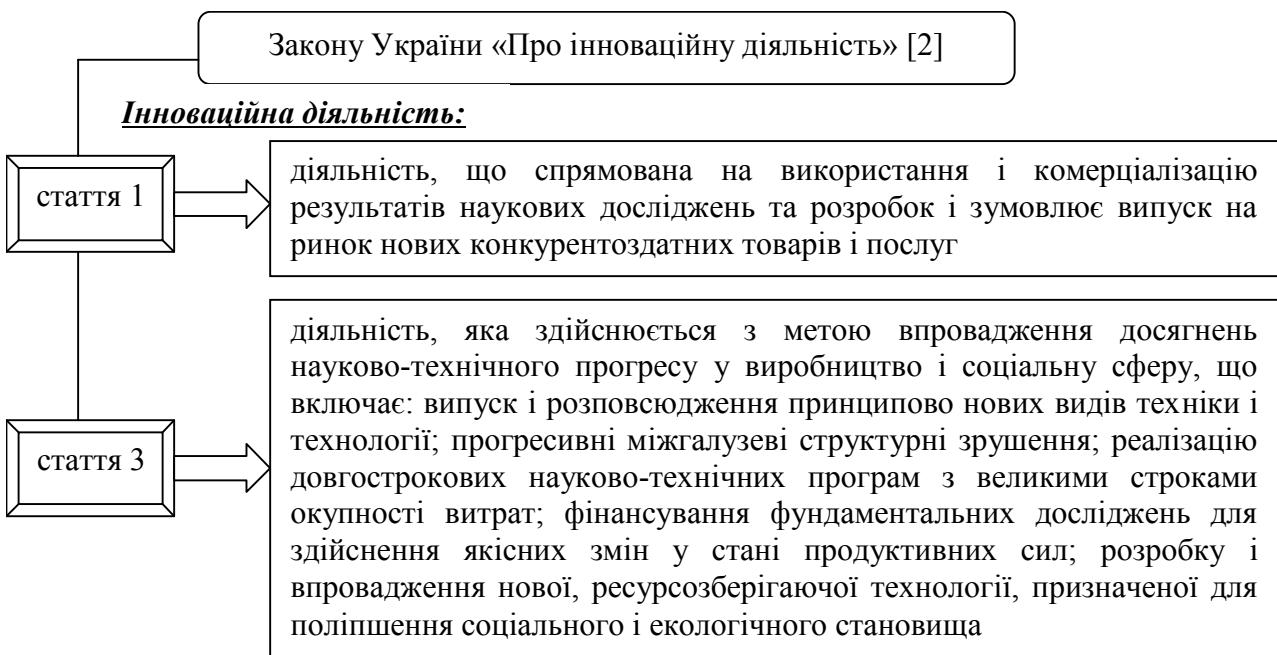 Закону України «Про інноваційну діяльність» [2]
Інноваційна діяльність:
стаття 1
діяльність, що спрямована на використання і комерціалізацію
результатів наукових досліджень та розробок і зумовлює випуск на
ринок нових конкурентоздатних товарів і послуг
стаття 3
діяльність, яка здійснюється з метою впровадження досягнень
науково-технічного прогресу у виробництво і соціальну сферу, що
включає: випуск і розповсюдження принципово нових видів техніки і
технології; прогресивні міжгалузеві структурні зрушення; реалізацію
довгострокових науково-технічних програм з великими строками
окупності витрат; фінансування фундаментальних досліджень для
здійснення якісних змін у стані продуктивних сил; розробку і
впровадження нової, ресурсозберігаючої технології, призначеної для
поліпшення соціального і екологічного становища